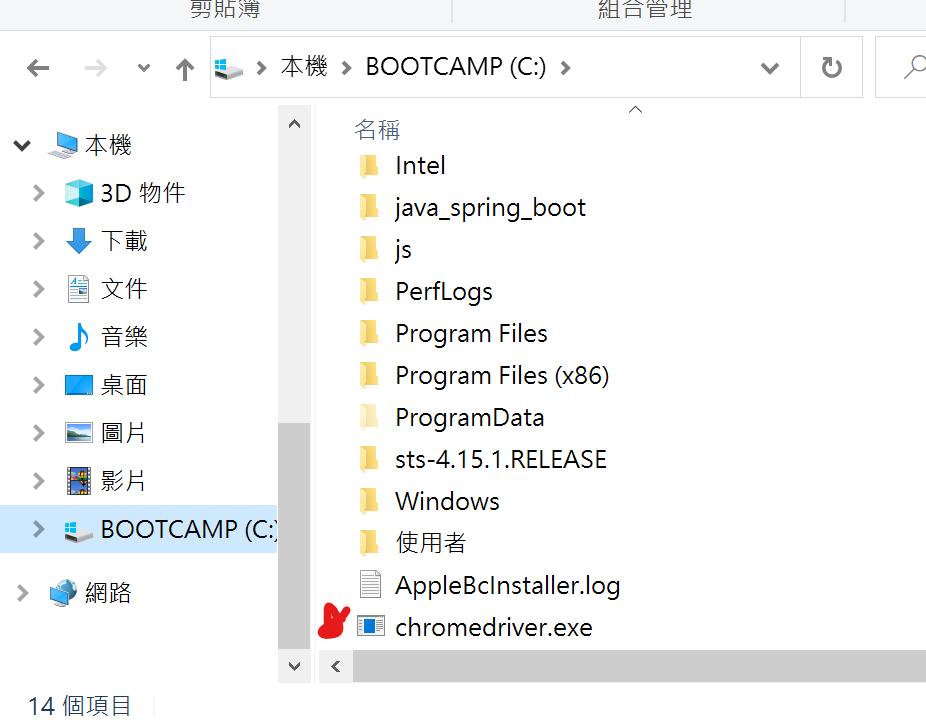 剪貼簿
組合管理
本機
BOOTCAMP (C:)
本機
3D 物件
下載
文件
音樂
桌面
圖片
影片
BOOTCAMP (C:)
網路
名稱
Intel
java_spring_boot
js
PerfLogs
Program Files
Program Files (x86)
ProgramData
sts-4.15.1.RELEASE
Windows
使用者
AppleBcInstaller.log
chromedriver.exe
14 個項目